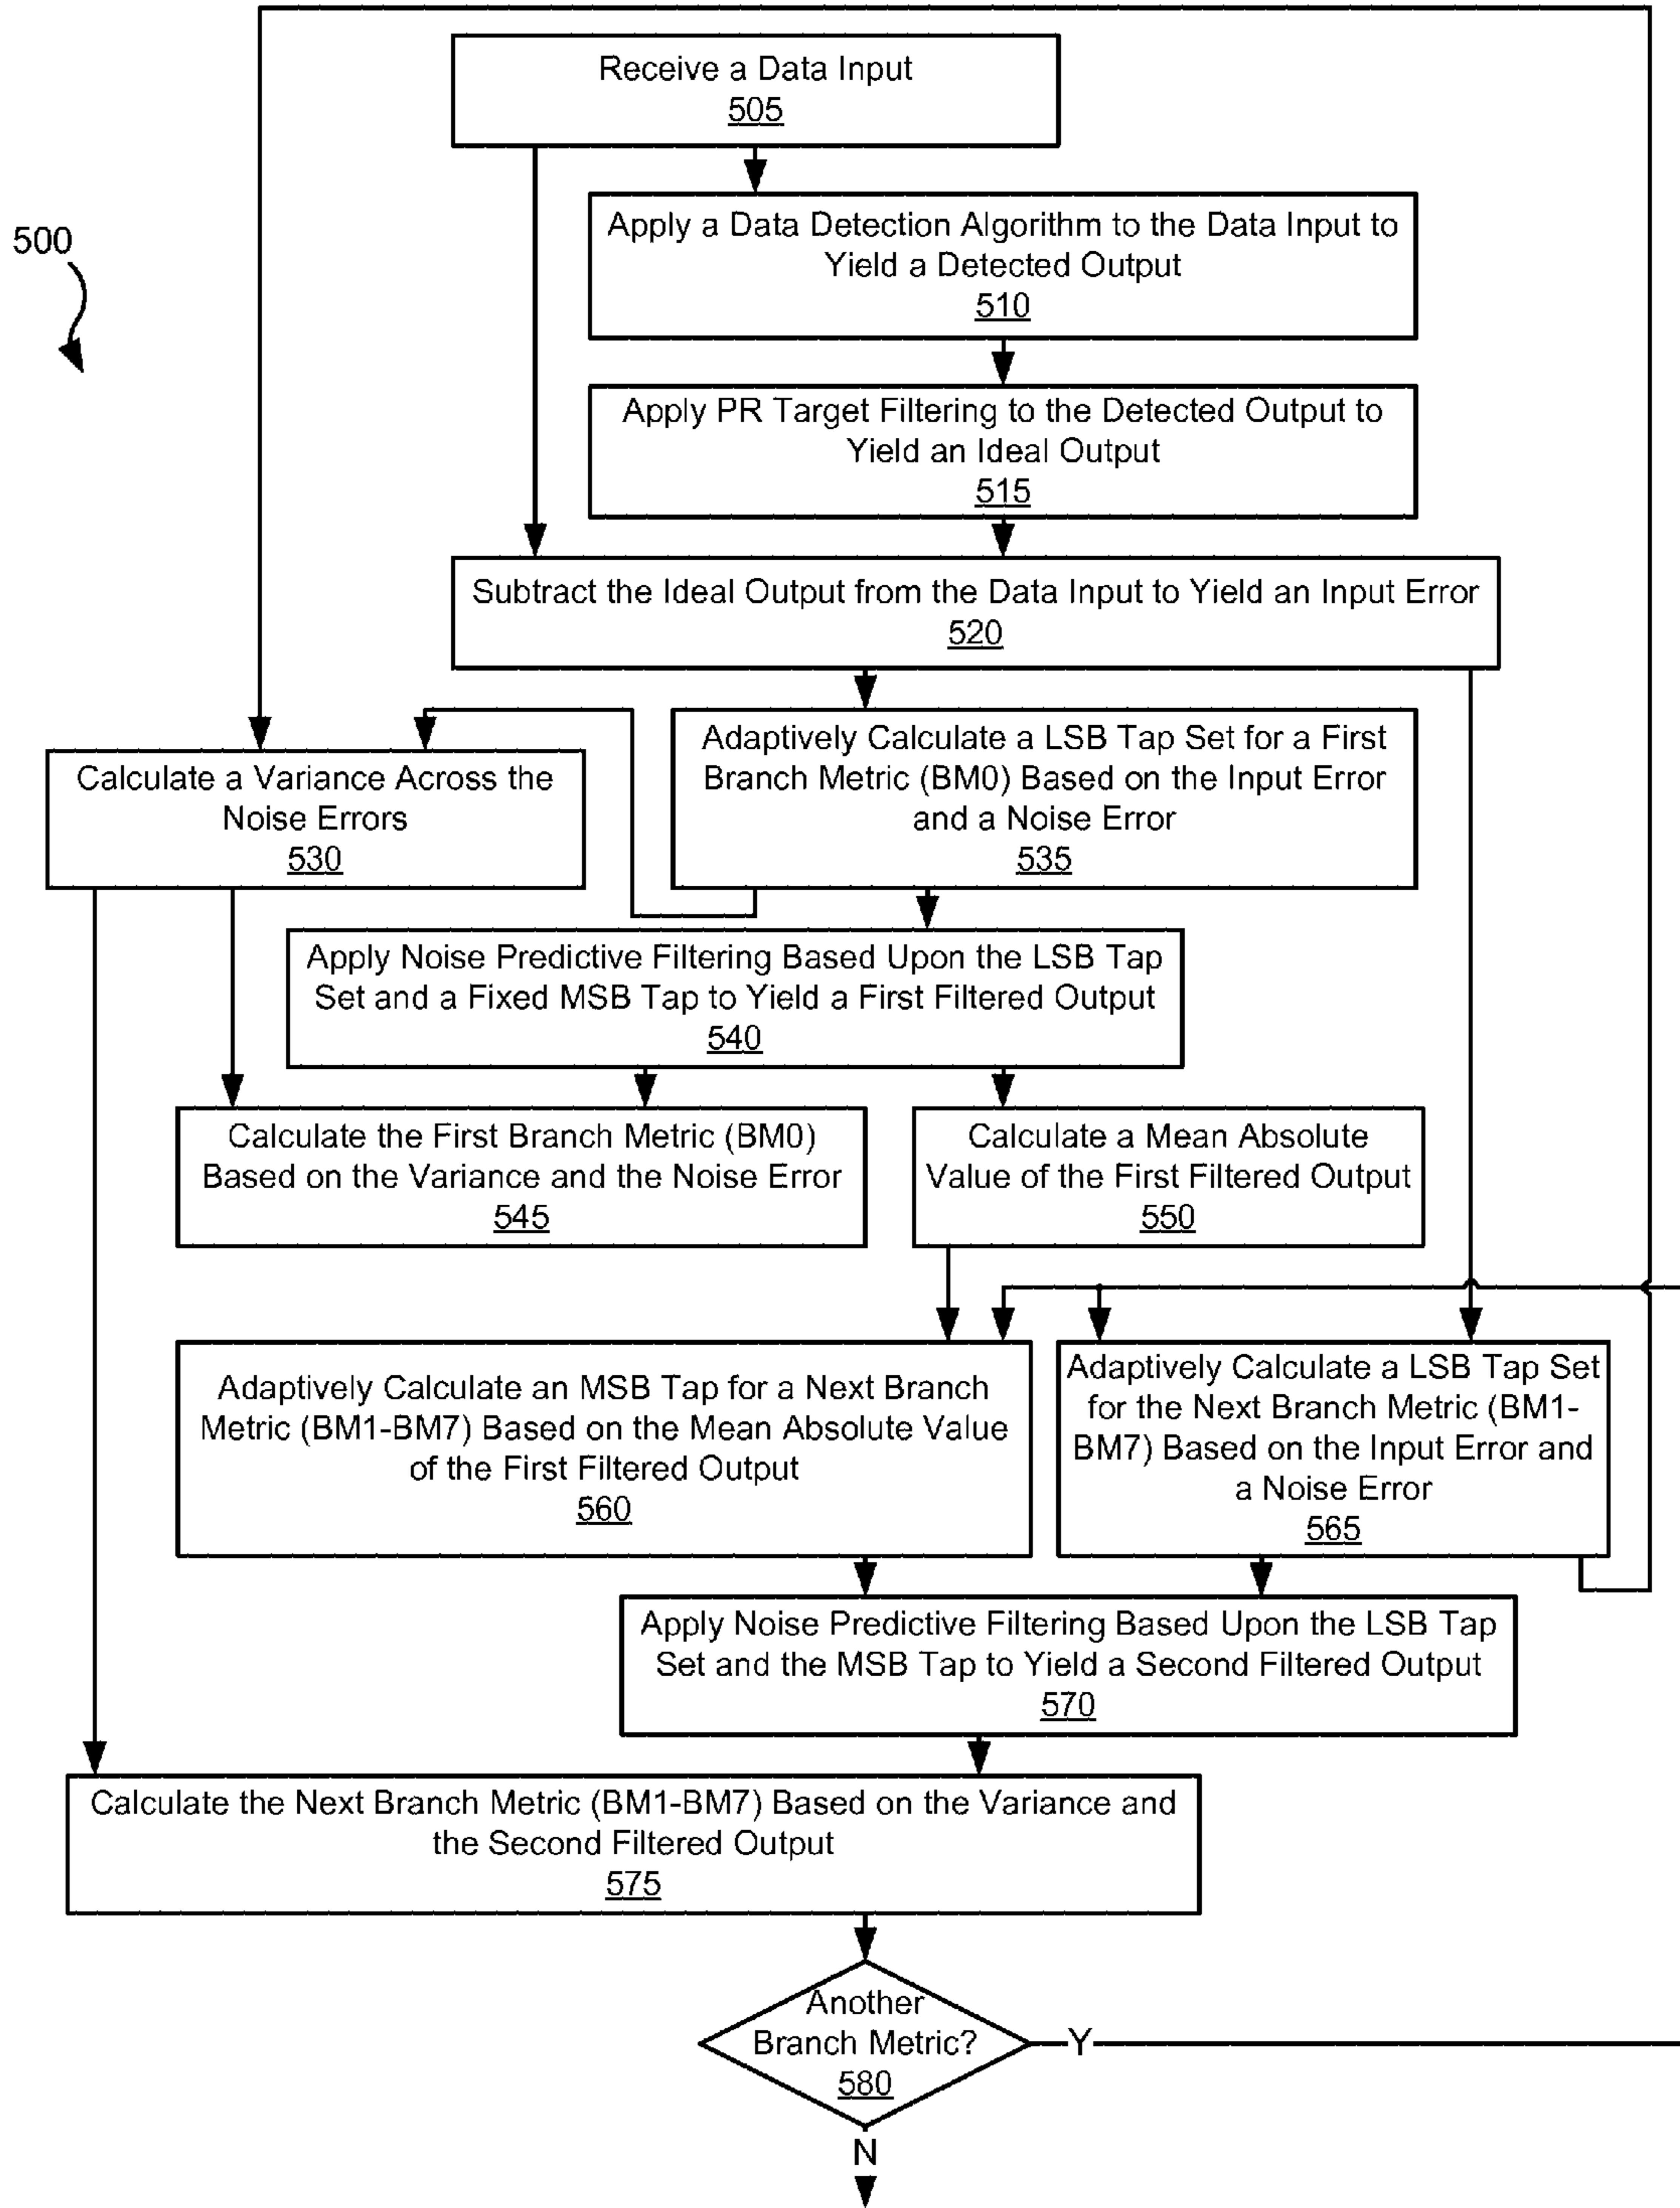 Receive a Data Input
505
500
Apply a Data Detection Algorithm to the Data Input to
Yield a Detected Output
510
Apply PR Target Filtering to the Detected Output to
Yield an Ideal Output
515
Subtract the Ideal Output from the Data Input to Yield an Input Error
520
Calculate a Variance Across the
Noise Errors
530
Adaptively Calculate a LSB Tap Set for a First
Branch Metric (BM0) Based on the Input Error
and a Noise Error
535
Apply Noise Predictive Filtering Based Upon the LSB Tap
Set and a Fixed MSB Tap to Yield a First Filtered Output
540
Calculate the First Branch Metric (BM0)
Based on the Variance and the Noise Error
545
Calculate a Mean Absolute
Value of the First Filtered Output
550
Adaptively Calculate an MSB Tap for a Next Branch
Metric (BM1-BM7) Based on the Mean Absolute Value
of the First Filtered Output
560
Adaptively Calculate a LSB Tap Set
for the Next Branch Metric (BM1-
BM7) Based on the Input Error and
a Noise Error
565
Apply Noise Predictive Filtering Based Upon the LSB Tap
Set and the MSB Tap to Yield a Second Filtered Output
570
Calculate the Next Branch Metric (BM1-BM7) Based on the Variance and
the Second Filtered Output
575
Another
Branch Metric?
580
Y
N